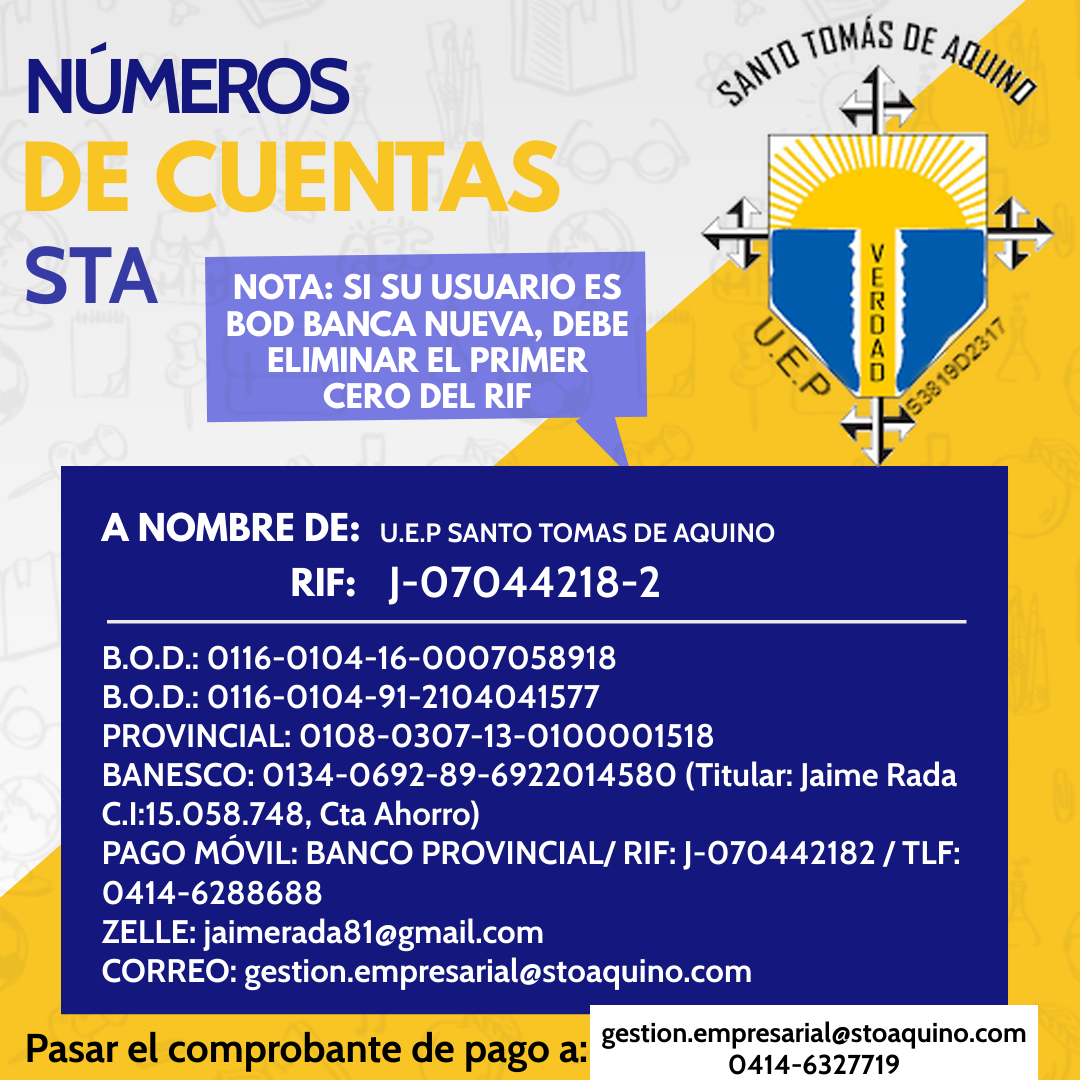 NÚMEROS
DE CUENTAS
STA
SANTO TOMÁS DE AQUINO
VERDAD
U.E.P
S3819D2317
NOTA: SI SU USUARIO ES
BOD BANCA NUEVA, DEBE
ELIMINAR EL PRIMER
CERO DEL RIF
A NOMBRE DE: U.E.P SANTO TOMAS DE AQUINO
RIF: J-07044218-2
B.O.D.: 0116-0104-16-0007058918
B.O.D.: 0116-0104-91-2104041577
PROVINCIAL: 0108-0307-13-0100001518
BANESCO: 0134-0692-89-6922014580 (Titular: Jaime Rada
C.I:15.058.748, Cta Ahorro)
PAGO MÓVIL: BANCO PROVINCIAL/ RIF: J-070442182 / TLF:
0414-6288688
ZELLE: jaimerada81@gmail.com
CORREO: gestion.empresarial@stoaquino.com
Pasar el comprobante de pago a: gestion.empresarial@stoaquino.com
0414-6327719